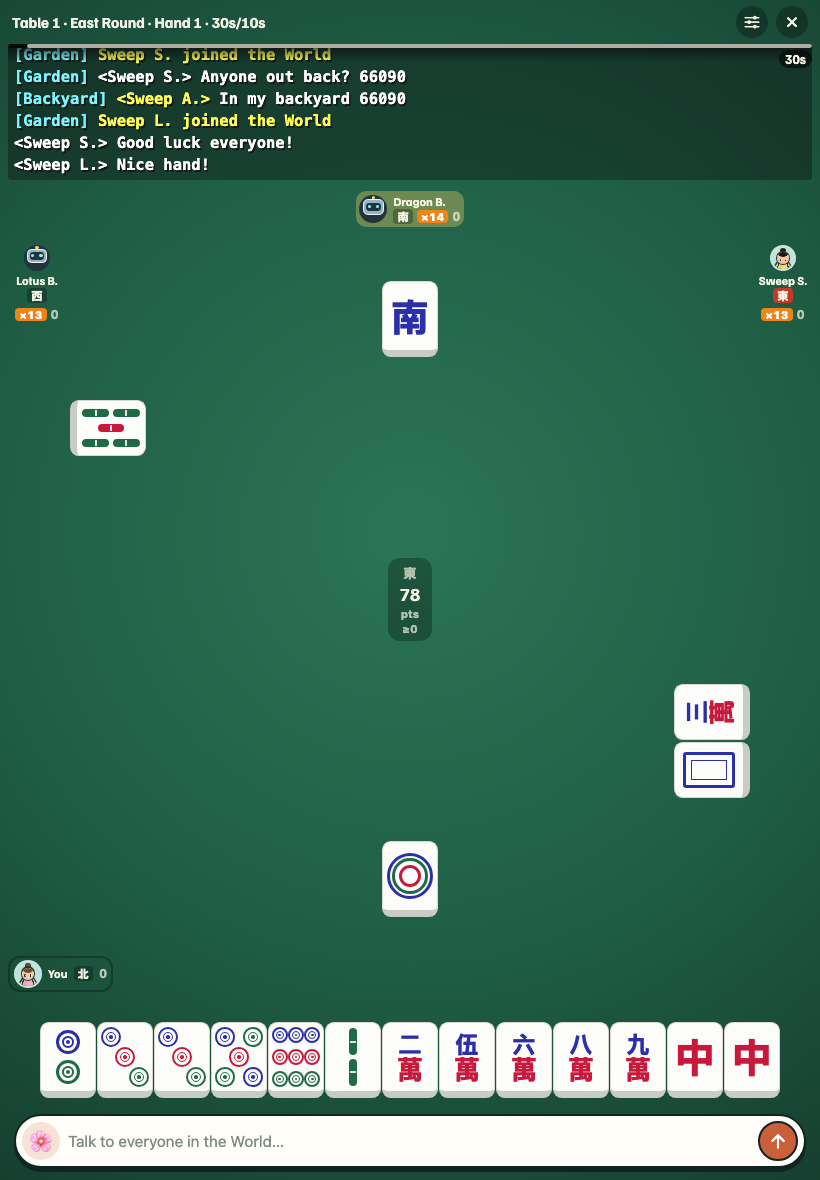 Table 1 · East Round · Hand 1 · 30s/10s
30s
[Garden] Sweep S. joined the World
[Garden] <Sweep S.> Anyone out back? 66090
[Backyard] <Sweep A.> In my backyard 66090
[Garden] Sweep L. joined the World
<Sweep S.> Good luck everyone!
<Sweep L.> Nice hand!
Dragon B.
南 ×14 0
Lotus B.
西
×13 0
Sweep S.
東
×13 0
南
東
78
pts
≥0
三萬
You 北 0
二萬 伍萬 六萬 八萬 九萬 中 中
Talk to everyone in the World...